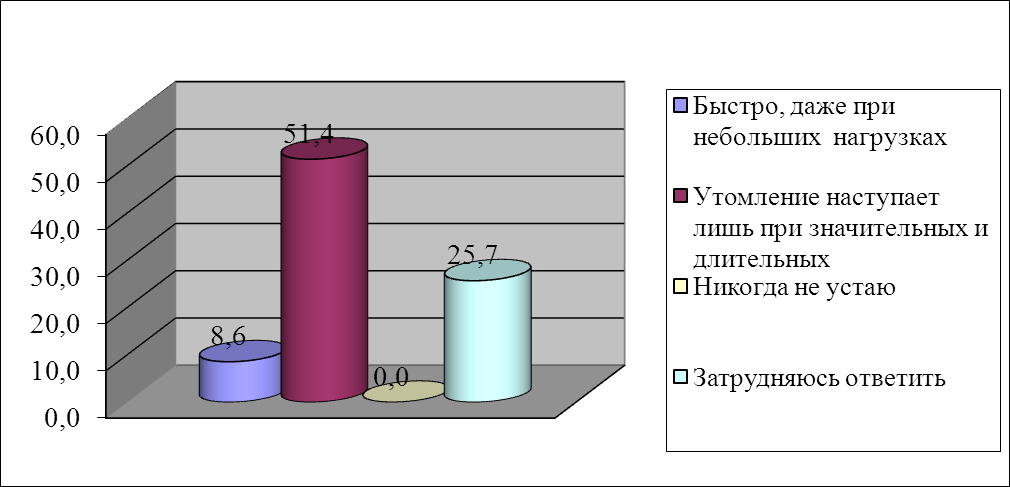 60,0
50,0
40,0
30,0
20,0
10,0
0,0
8,6
51,4
0,0
25,7
Быстро, даже при
небольших нагрузках
Утомление наступает
лишь при значительных и
длительных
Никогда не устаю
Затрудняюсь ответить